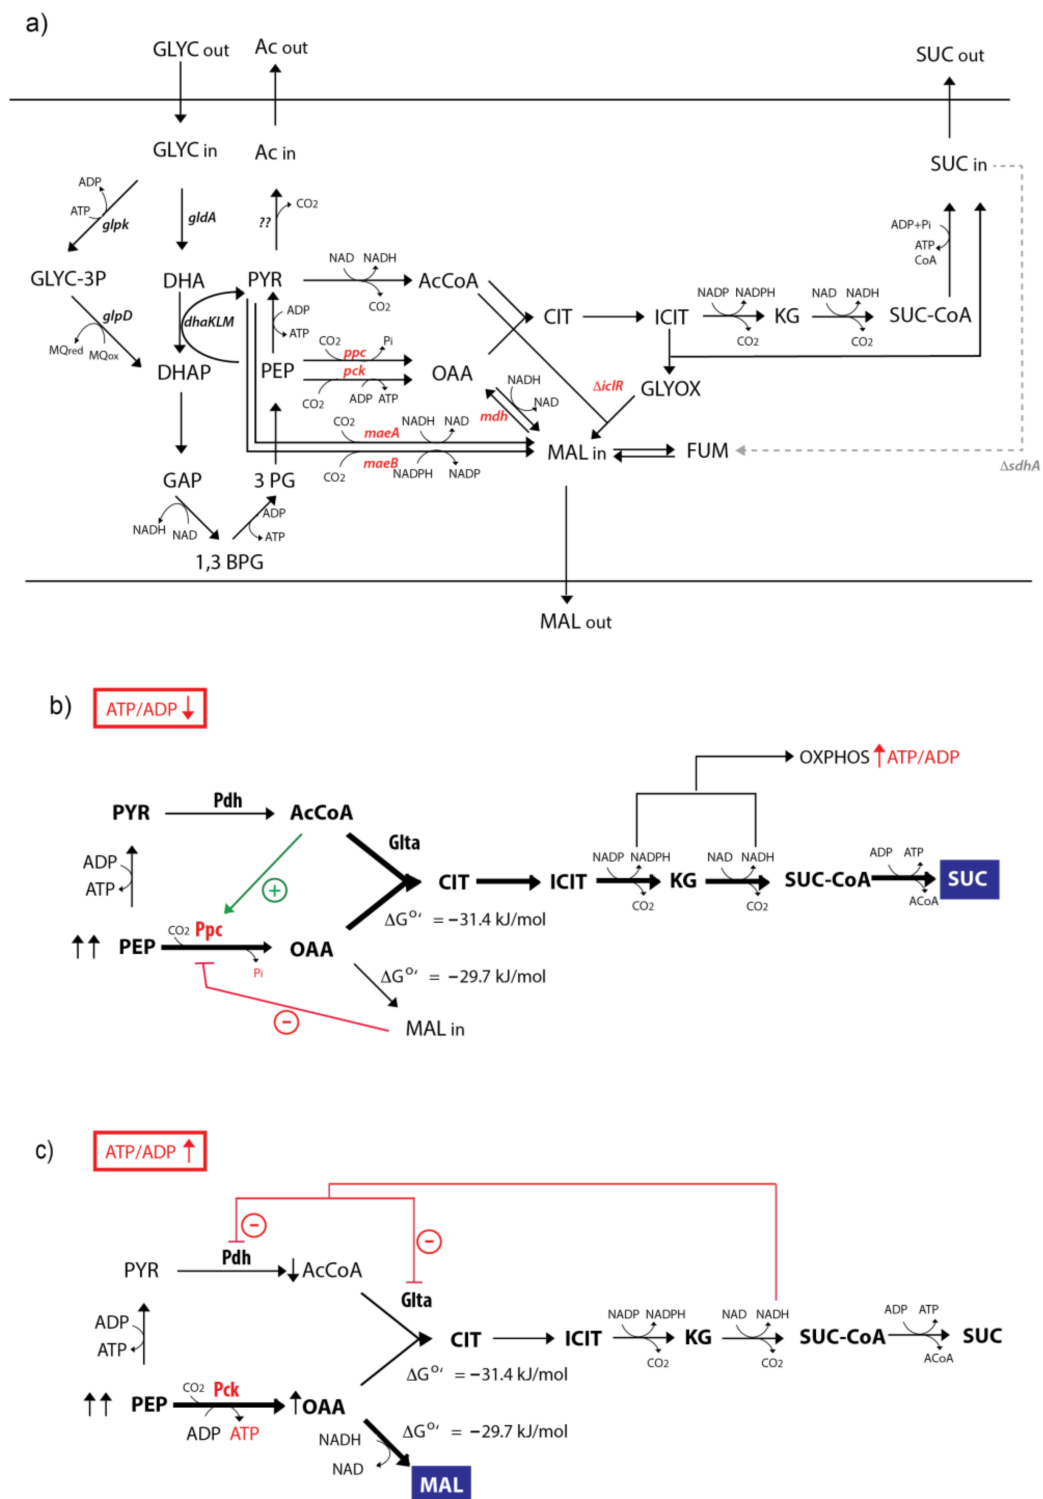 a)
GLYC out
Ac out
SUC out
GLYC in
Ac in
SUC in
ADP
ATP
glpk
gldA
??
CO2
ADP+Pi
ATP
CoA
GLYC-3P
DHA
PYR
NAD NADH
CO2
AcCoA
glpD
MQred
MQox
dhaKLM
ADP
ATP
CIT
ICIT
NADP NADPH
CO2
KG
NAD NADH
CO2
SUC-CoA
DHAP
PEP
CO2
ppc
Pi
pck
CO2
ADP ATP
OAA
ΔiclR
GLYOX
NADH
NAD
mdh
CO2
maeA
NADH NAD
maeB
CO2
NADPH NADP
MAL in
FUM
ΔsdhA
GAP
3 PG
NADH
NAD
ADP
ATP
1,3 BPG
MAL out
b)
ATP/ADP ↓
OXPHOS ↑ATP/ADP
PYR
Pdh
AcCoA
Glta
ADP
ATP
+
NADP NADPH
CO2
NAD NADH
CO2
ADP ATP
ACoA
CIT
ICIT
KG
SUC-CoA
SUC
ΔG°′ = −31.4 kJ/mol
↑↑ PEP
CO2
Ppc
Pi
OAA
ΔG°′ = −29.7 kJ/mol
−
MAL in
c)
ATP/ADP ↑
−
−
PYR
Pdh
↓AcCoA
Glta
ADP
ATP
NADP NADPH
CO2
NAD NADH
CO2
ADP ATP
ACoA
CIT
ICIT
KG
SUC-CoA
SUC
ΔG°′ = −31.4 kJ/mol
↑↑ PEP
CO2
Pck
ADP ATP
↑OAA
NADH
NAD
ΔG°′ = −29.7 kJ/mol
MAL